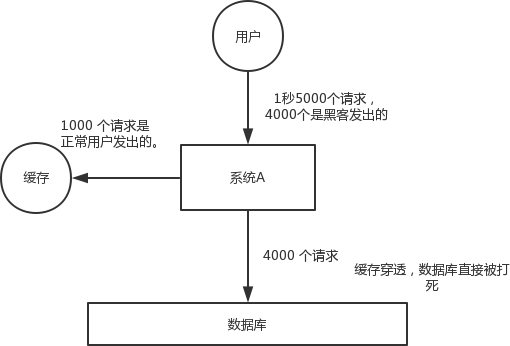 用户
1秒5000个请求，
4000个是黑客发出的
1000 个请求是
正常用户发出的。
缓存
系统A
4000 个请求
缓存穿透，数据库直接被打
死
数据库